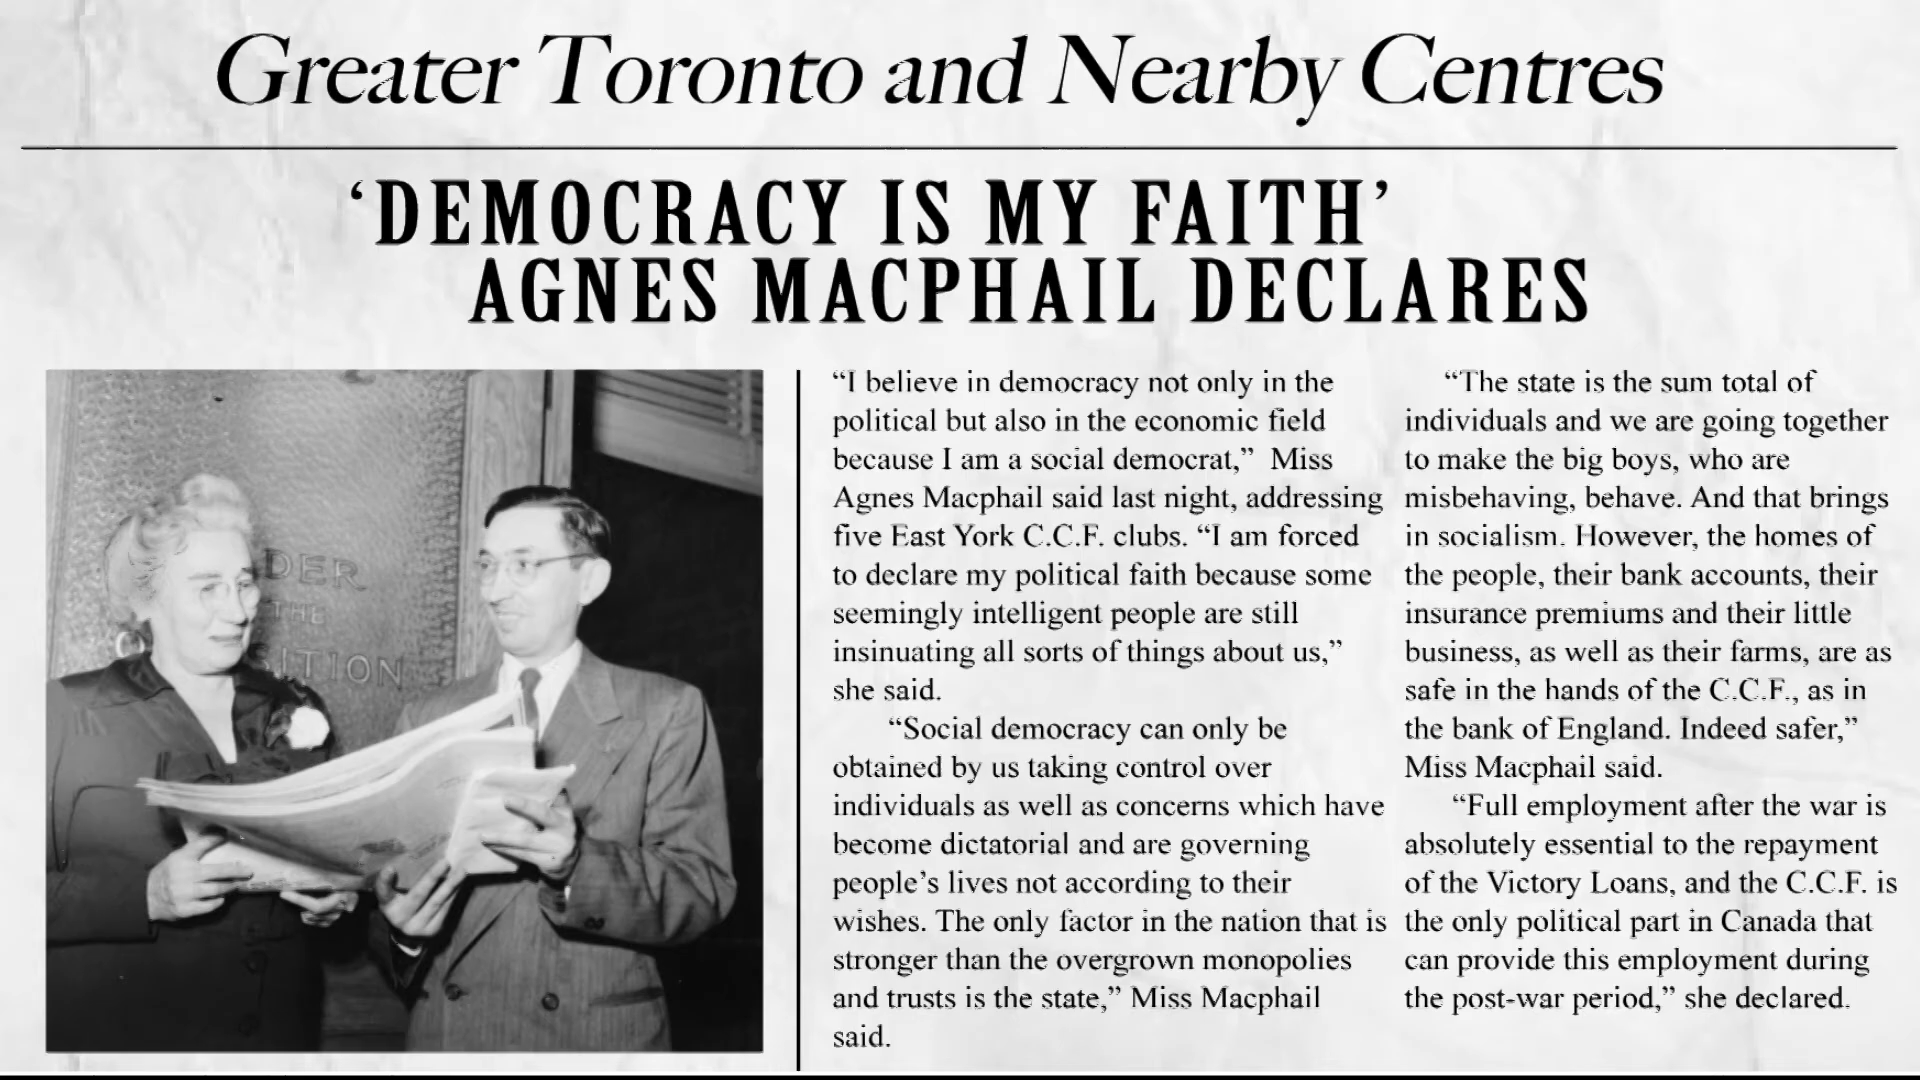 Greater Toronto and Nearby Centres
‘DEMOCRACY IS MY FAITH’
AGNES MACPHAIL DECLARES
DER
THE
SITION
“I believe in democracy not only in the
political but also in the economic field
because I am a social democrat,”  Miss
Agnes Macphail said last night, addressing
five East York C.C.F. clubs. “I am forced
to declare my political faith because some
seemingly intelligent people are still
insinuating all sorts of things about us,”
she said.
“Social democracy can only be
obtained by us taking control over
individuals as well as concerns which have
become dictatorial and are governing
people’s lives not according to their
wishes. The only factor in the nation that is
stronger than the overgrown monopolies
and trusts is the state,” Miss Macphail
said.
“The state is the sum total of
individuals and we are going together
to make the big boys, who are
misbehaving, behave. And that brings
in socialism. However, the homes of
the people, their bank accounts, their
insurance premiums and their little
business, as well as their farms, are as
safe in the hands of the C.C.F., as in
the bank of England. Indeed safer,”
Miss Macphail said.
“Full employment after the war is
absolutely essential to the repayment
of the Victory Loans, and the C.C.F. is
the only political part in Canada that
can provide this employment during
the post-war period,” she declared.